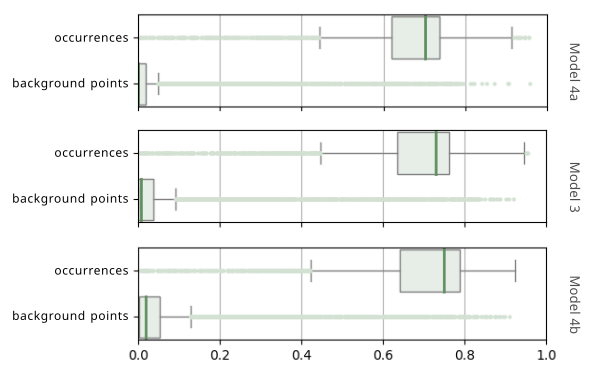 occurrences
background points
Model 4a
occurrences
background points
Model 3
occurrences
background points
Model 4b
0.0 0.2 0.4 0.6 0.8 1.0